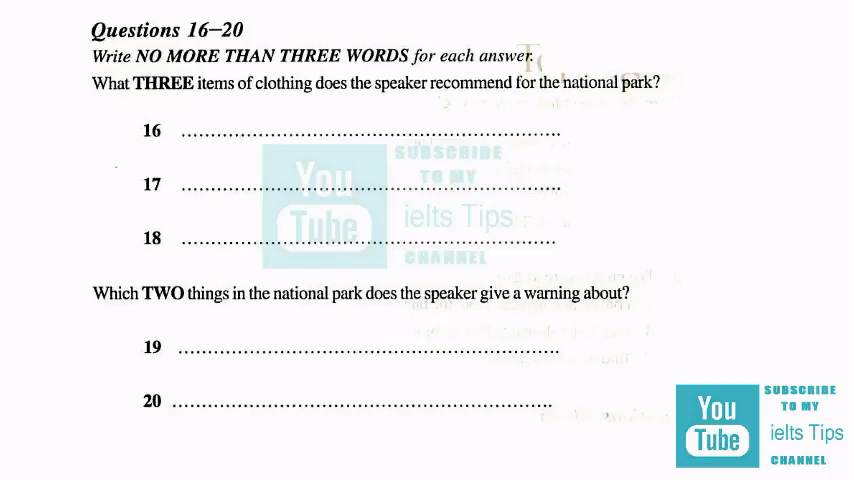 Questions 16–20
Write NO MORE THAN THREE WORDS for each answer.
What THREE items of clothing does the speaker recommend for the national park?
16 ....................................................................
17 ....................................................................
18 ....................................................................
SUBSCRIBE
TO MY
You
Tube
ielts Tips
CHANNEL
Which TWO things in the national park does the speaker give a warning about?
19 ....................................................................
20 ....................................................................
SUBSCRIBE
TO MY
You
Tube
ielts Tips
CHANNEL